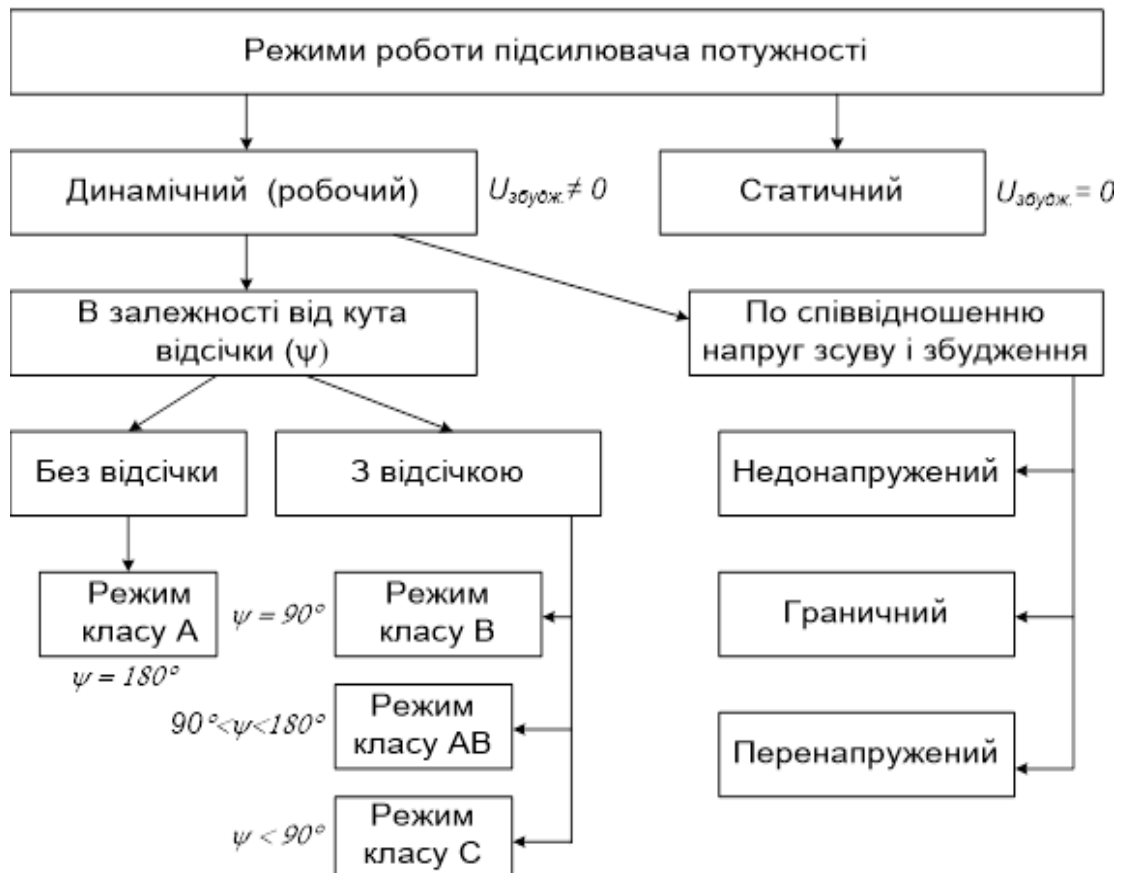 Режими роботи підсилювача потужності
Динамічний (робочий)
Uзбудж.≠ 0
Статичний
Uзбудж.= 0
В залежності від кута
відсічки (ψ)
По співвідношенню
напруг зсуву і збудження
Без відсічки
З відсічкою
Недонапружений
Режим
класу А
ψ = 180°
ψ = 90°
Режим
класу В
Граничний
90°<ψ<180°
Режим
класу АВ
Перенапружений
ψ < 90°
Режим
класу С